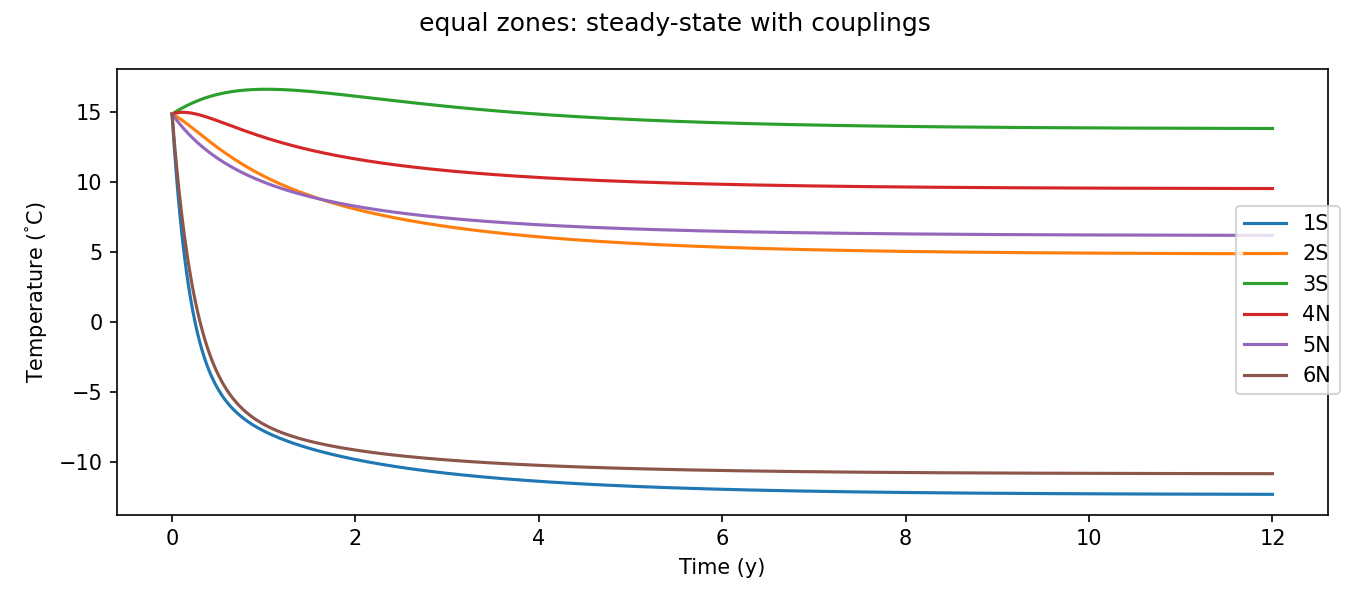 equal zones: steady-state with couplings
Temperature (˚C)
15
10
5
0
−5
−10
0 2 4 6 8 10 12
Time (y)
1S
2S
3S
4N
5N
6N